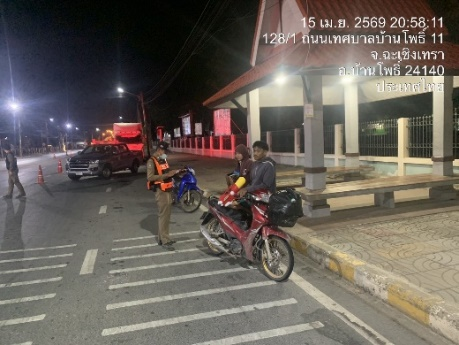 15 เม.ย. 2569 20:58:11
128/1 ถนนเทศบาลบ้านโพธิ์ 11
จ.ฉะเชิงเทรา
อ.บ้านโพธิ์ 24140
ประเทศไทย